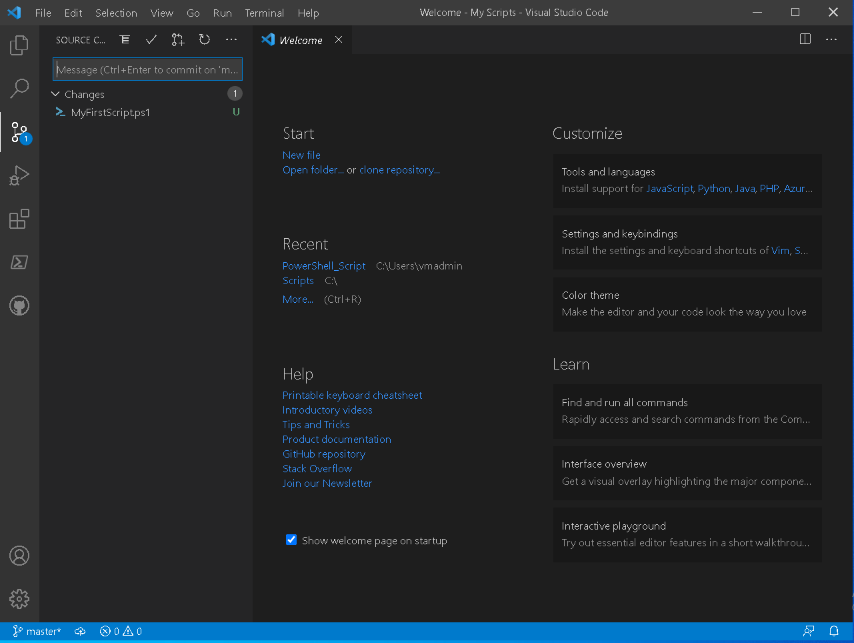 File Edit Selection View Go Run Terminal Help Welcome - My Scripts - Visual Studio Code
SOURCE C...
Message (Ctrl+Enter to commit on 'm...
Changes 1
MyFirstScript.ps1 U
1
Welcome
Start
New file
Open folder... or clone repository...
Recent
PowerShell_Script C:\Users\vmadmin
Scripts C:\
More... (Ctrl+R)
Help
Printable keyboard cheatsheet
Introductory videos
Tips and Tricks
Product documentation
GitHub repository
Stack Overflow
Join our Newsletter
Show welcome page on startup
Customize
Tools and languages
Install support for JavaScript, Python, Java, PHP, Azur...
Settings and keybindings
Install the settings and keyboard shortcuts of Vim, S...
Color theme
Make the editor and your code look the way you love
Learn
Find and run all commands
Rapidly access and search commands from the Com...
Interface overview
Get a visual overlay highlighting the major compone...
Interactive playground
Try out essential editor features in a short walkthrou...
master* 0 0